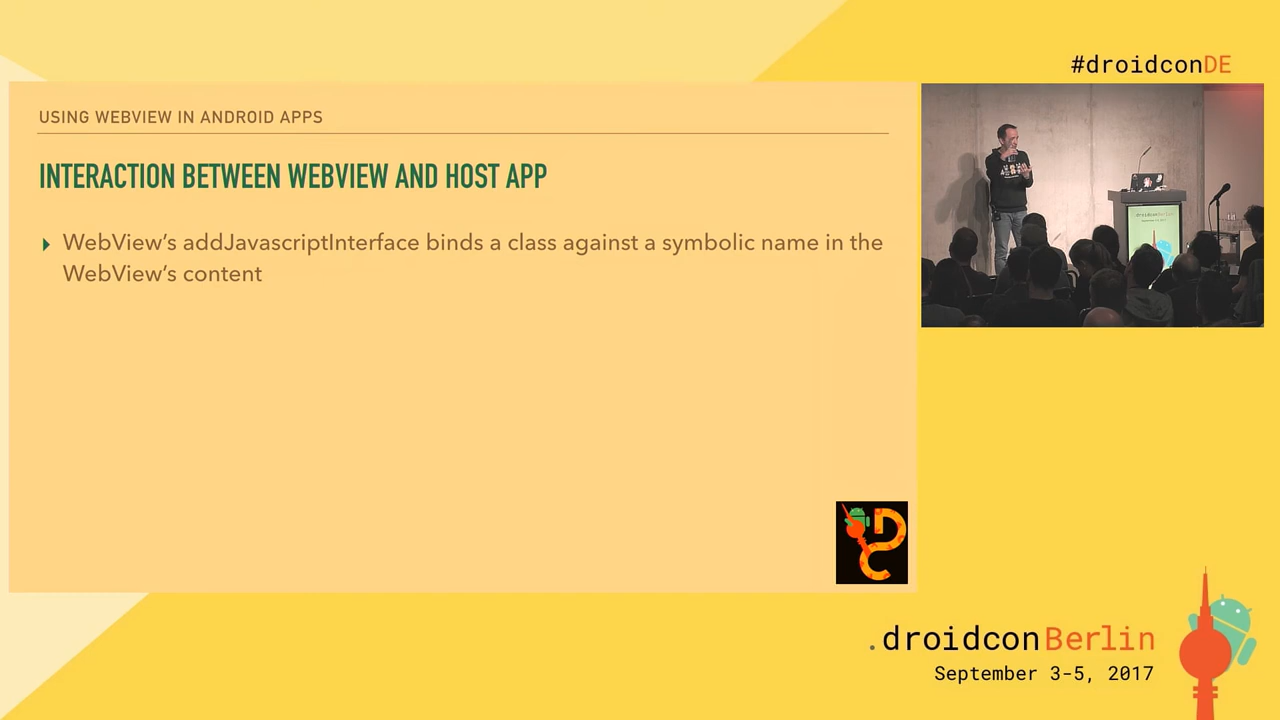 #droidconDE
USING WEBVIEW IN ANDROID APPS
INTERACTION BETWEEN WEBVIEW AND HOST APP
WebView's addJavascriptInterface binds a class against a symbolic name in the
WebView's content
droidconBerlin
.droidconBerlin
September 3-5, 2017